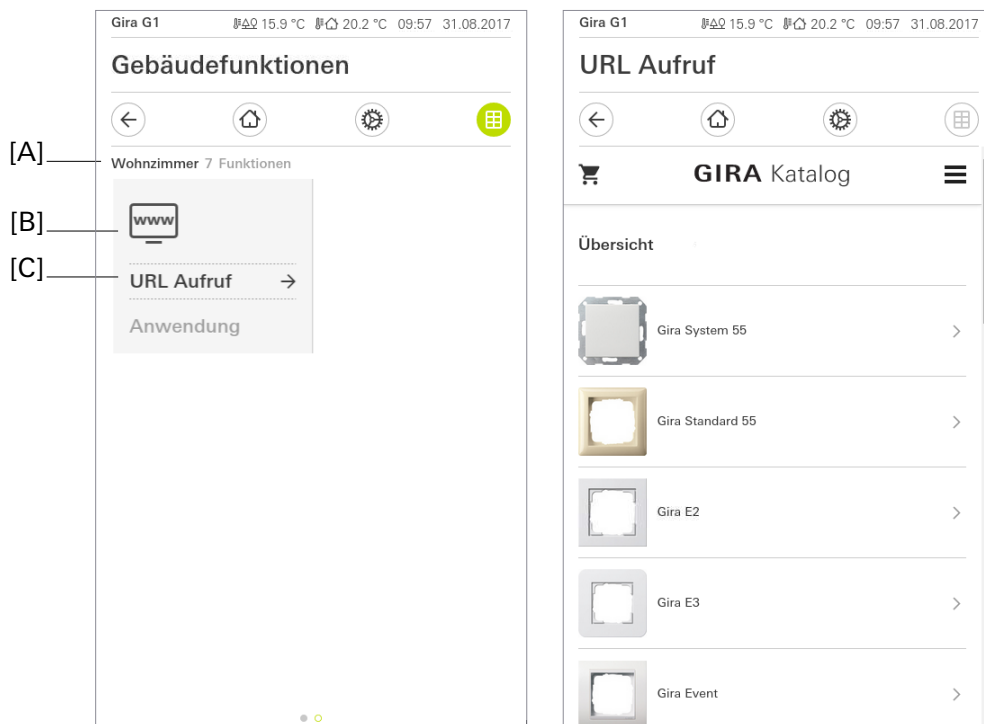 Gira G1 15.9 °C 20.2 °C 09:57 31.08.2017
Gebäudefunktionen
[A]
Wohnzimmer 7 Funktionen
[B]
www
[C]
URL Aufruf
Anwendung
Gira G1 15.9 °C 20.2 °C 09:57 31.08.2017
URL Aufruf
GIRA Katalog
Übersicht
Gira System 55
Gira Standard 55
Gira E2
Gira E3
Gira Event